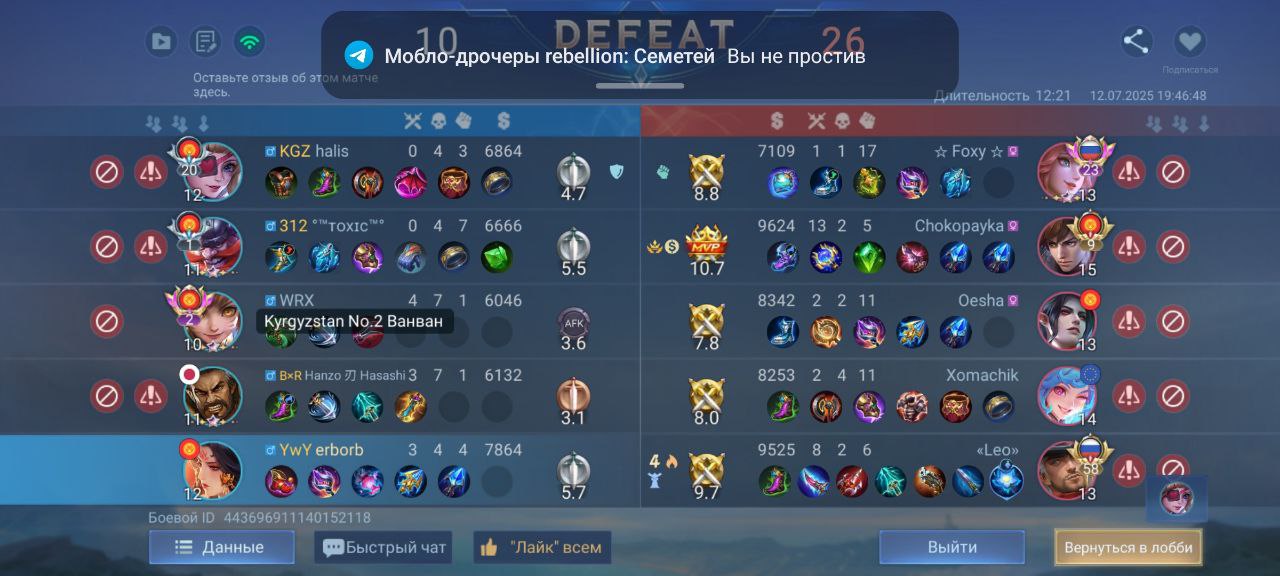 10 DEFEAT 26
Мобло-дрочеры rebellion: Семетей Вы не простив
Подписаться
Оставьте отзыв об этом матче
здесь.
Длительность 12:21 12.07.2025 19:46:48
KGZ halis 0 4 3 6864
20
12
4.7
8.8
7109 1 1 17 ☆ Foxy ☆
23
13
312 °™тoxιc™° 0 4 7 6666
1
11
5.5
MVP
10.7
9624 13 2 5 Chokopayka
9
15
WRX 4 7 1 6046
2
10
Kyrgyzstan No.2 Ванван
AFK
3.6
7.8
8342 2 2 11 Oesha
13
B×R Hanzo 刃 Hasashi 3 7 1 6132
11
3.1
8.0
8253 2 4 11 Xomachik
14
YwY erborb 3 4 4 7864
12
5.7
4
9.7
9525 8 2 6 «Leo»
58
13
Боевой ID 443696911140152118
Данные
Быстрый чат
"Лайк" всем
Выйти
Вернуться в лобби